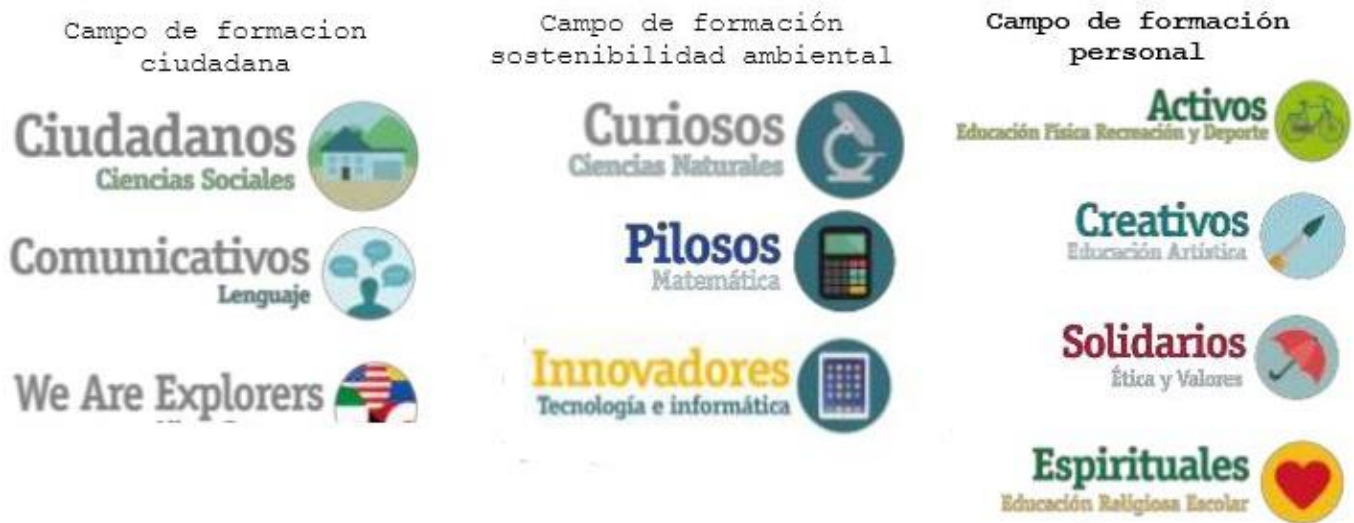 Campo de formacion
ciudadana
Ciudadanos
Ciencias Sociales
Comunicativos
Lenguaje
We Are Explorers
Campo de formación
sostenibilidad ambiental
Curiosos
Ciencias Naturales
Pilosos
Matemática
Innovadores
Tecnología e informática
Campo de formación
personal
Activos
Educación Física Recreación y Deporte
Creativos
Educación Artística
Solidarios
Ética y Valores
Espirituales
Educación Religiosa Escolar